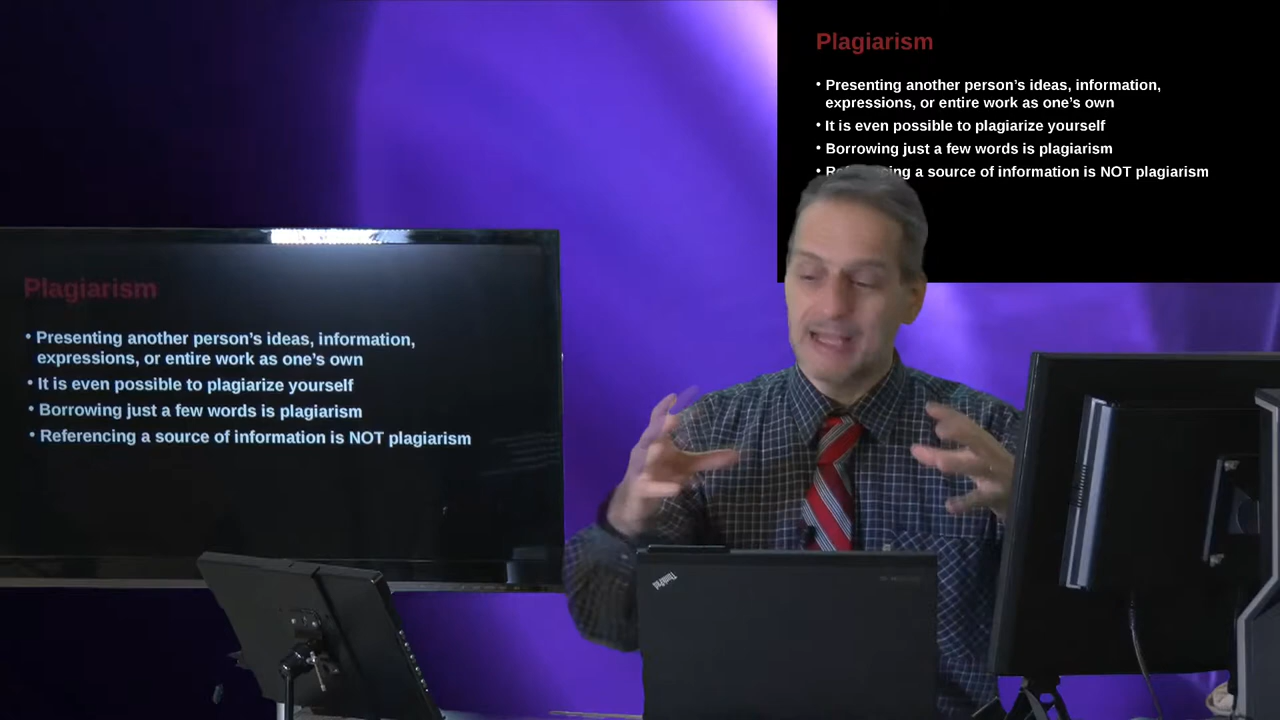 Plagiarism
• Presenting another person’s ideas, information,
expressions, or entire work as one’s own
• It is even possible to plagiarize yourself
• Borrowing just a few words is plagiarism
• Referencing a source of information is NOT plagiarism
Plagiarism
• Presenting another person’s ideas, information,
expressions, or entire work as one’s own
• It is even possible to plagiarize yourself
• Borrowing just a few words is plagiarism
• Referencing a source of information is NOT plagiarism
ThinkPad